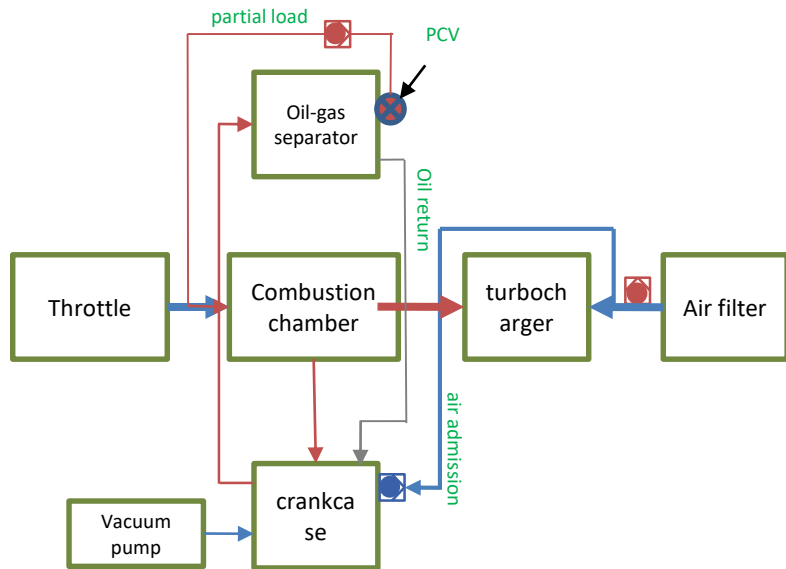 partial load
PCV
Oil-gas
separator
Oil return
Throttle
Combustion
chamber
turboch
arger
Air filter
air admission
crankca
se
Vacuum
pump